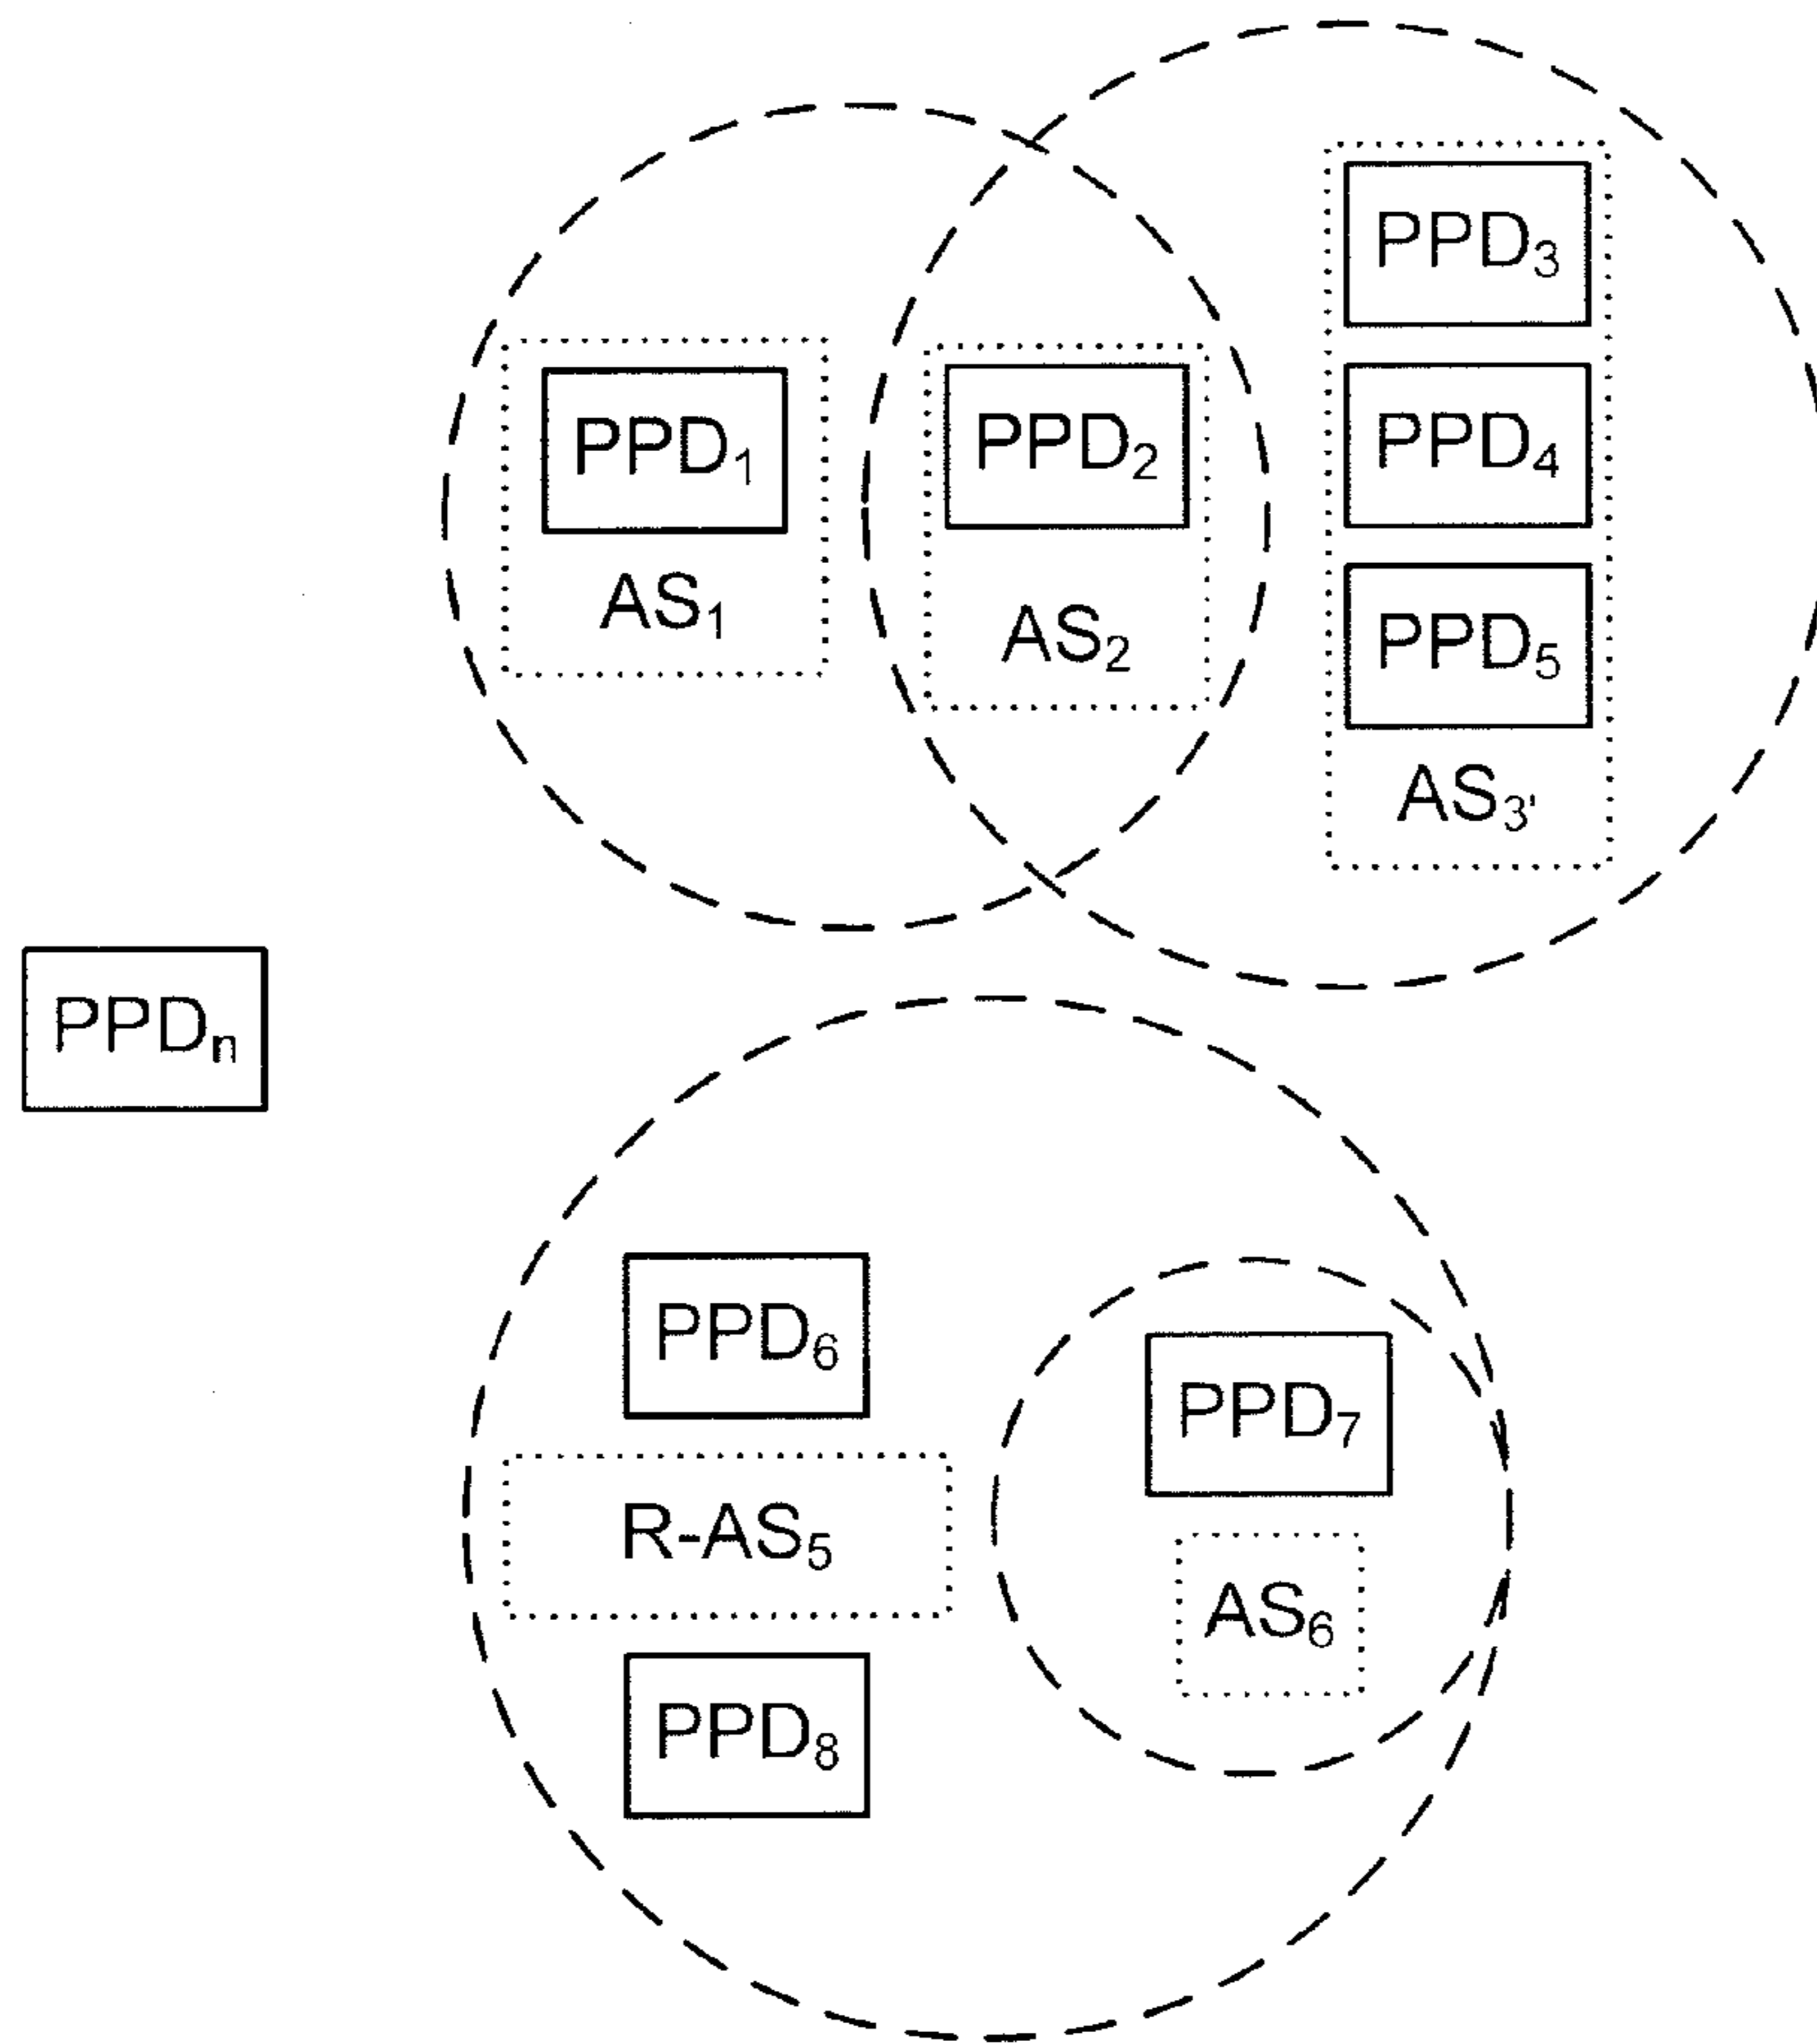 PPD₃
PPD₁
PPD₂
PPD₄
AS₁
AS₂
PPD₅
AS₃'
PPDₙ
PPD₆
PPD₇
R-AS₅
AS₆
PPD₈